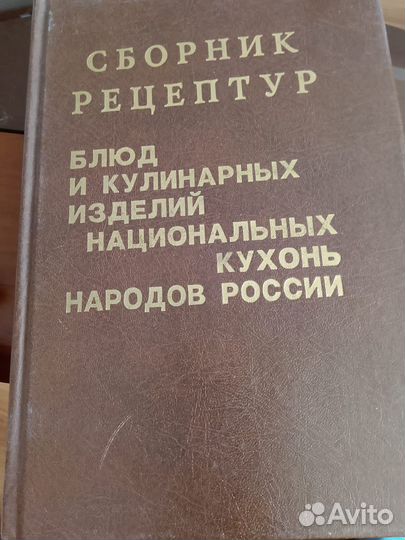 СБОРНИК
РЕЦЕПТУР
БЛЮД
И КУЛИНАРНЫХ
ИЗДЕЛИЙ
НАЦИОНАЛЬНЫХ
КУХОНЬ
НАРОДОВ РОССИИ
Avito